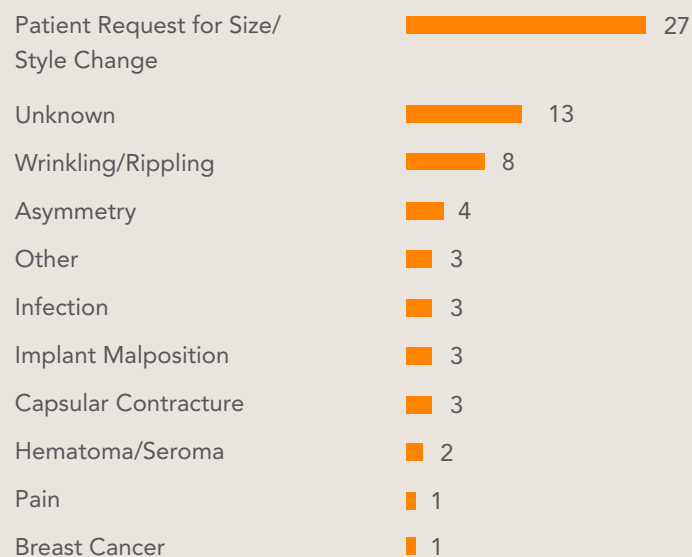 Patient Request for Size/ 27
Style Change
Unknown 13
Wrinkling/Rippling 8
Asymmetry 4
Other 3
Infection 3
Implant Malposition 3
Capsular Contracture 3
Hematoma/Seroma 2
Pain 1
Breast Cancer 1